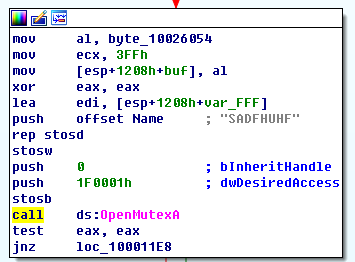 mov al, byte_10026054
mov ecx, 3FFh
mov [esp+1208h+buf], al
xor eax, eax
lea edi, [esp+1208h+var_FFF]
push offset Name ; "SADFHUHF"
rep stosd
stosw
push 0 ; bInheritHandle
push 1F0001h ; dwDesiredAccess
stosb
call ds:OpenMutexA
test eax, eax
jnz loc_100011E8